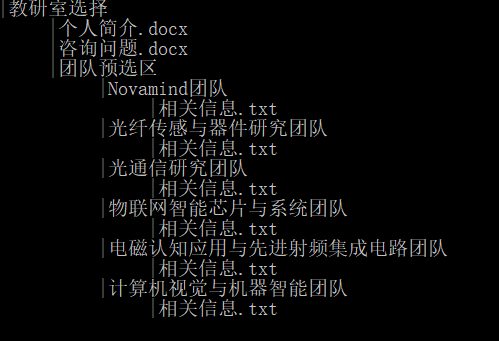 教研室选择
个人简介.docx
咨询问题.docx
团队预选区
Novamind团队
相关信息.txt
光纤传感与器件研究团队
相关信息.txt
光通信研究团队
相关信息.txt
物联网智能芯片与系统团队
相关信息.txt
电磁认知应用与先进射频集成电路团队
相关信息.txt
计算机视觉与机器智能团队
相关信息.txt